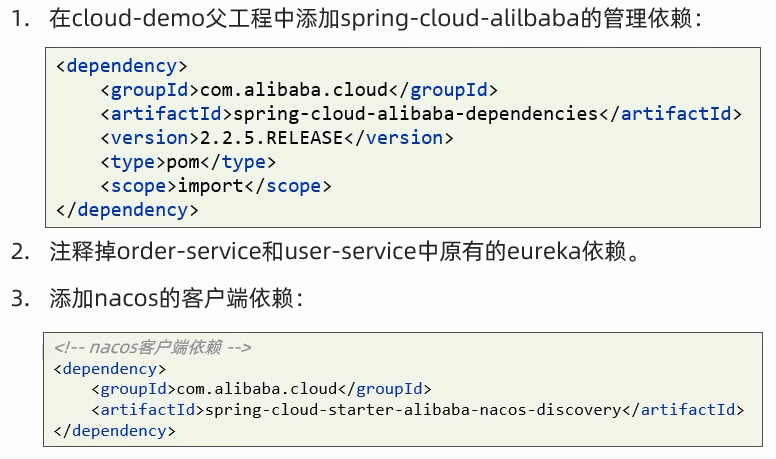 1. 在cloud-demo父工程中添加spring-cloud-alilbaba的管理依赖：
<dependency>
    <groupId>com.alibaba.cloud</groupId>
    <artifactId>spring-cloud-alibaba-dependencies</artifactId>
    <version>2.2.5.RELEASE</version>
    <type>pom</type>
    <scope>import</scope>
</dependency>
2. 注释掉order-service和user-service中原有的eureka依赖。
3. 添加nacos的客户端依赖：
<!-- nacos客户端依赖 -->
<dependency>
    <groupId>com.alibaba.cloud</groupId>
    <artifactId>spring-cloud-starter-alibaba-nacos-discovery</artifactId>
</dependency>